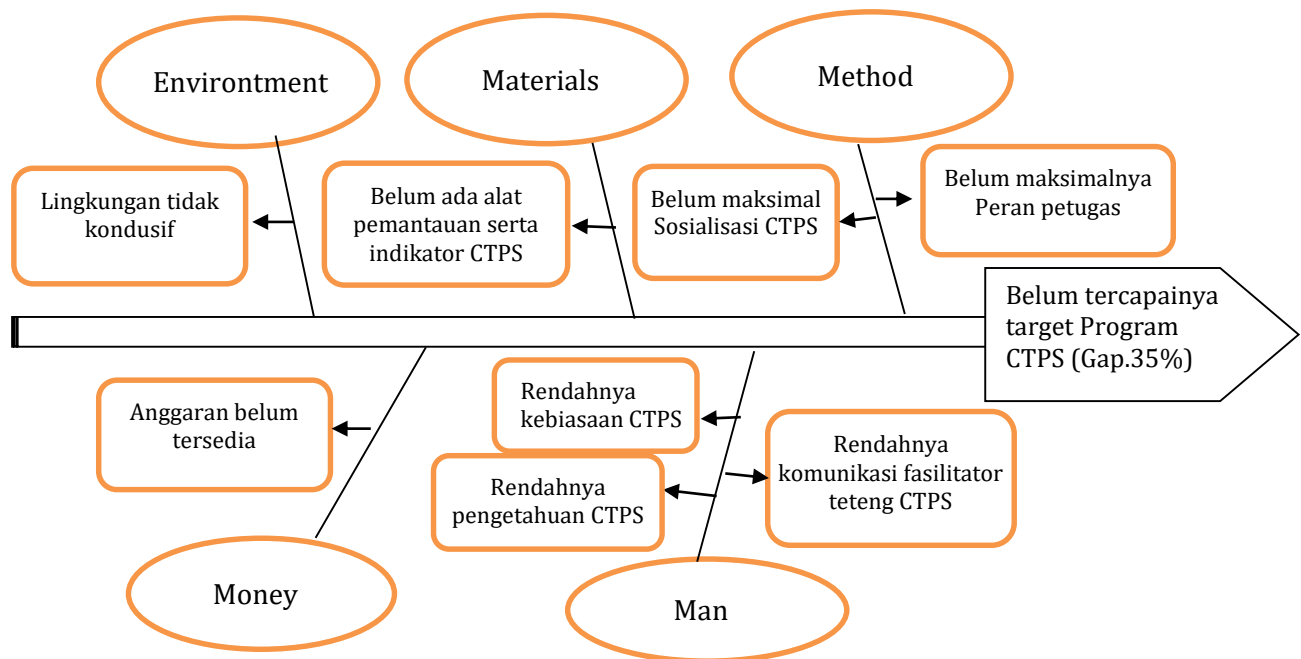 Environtment
Materials
Method
Lingkungan tidak
kondusif
Belum ada alat
pemantauan serta
indikator CTPS
Belum maksimal
Sosialisasi CTPS
Belum maksimalnya
Peran petugas
Belum tercapainya
target Program
CTPS (Gap.35%)
Anggaran belum
tersedia
Rendahnya
kebiasaan CTPS
Rendahnya
pengetahuan CTPS
Rendahnya
komunikasi fasilitator
teteng CTPS
Money
Man